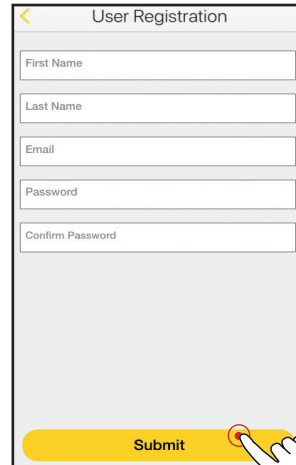 User Registration
First Name
Last Name
Email
Password
Confirm Password
Submit